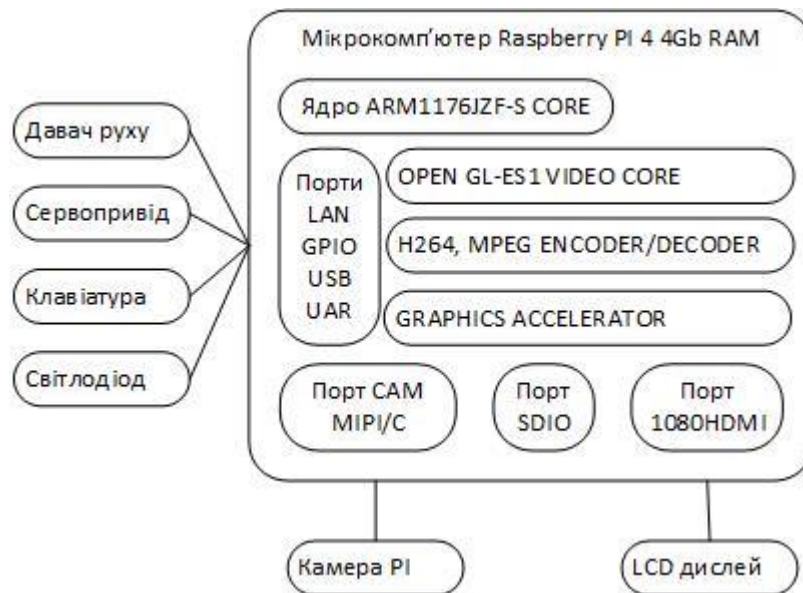 Мікрокомп'ютер Raspberry PI 4 4Gb RAM
Ядро ARM1176JZF-S CORE
Давач руху
Сервопривід
Клавіатура
Світлодіод
Порти
LAN
GPIO
USB
UAR
OPEN GL-ES1 VIDEO CORE
H264, MPEG ENCODER/DECODER
GRAPHICS ACCELERATOR
Порт CAM
MIPI/C
Порт
SDIO
Порт
1080HDMI
Камера PI
LCD дислей